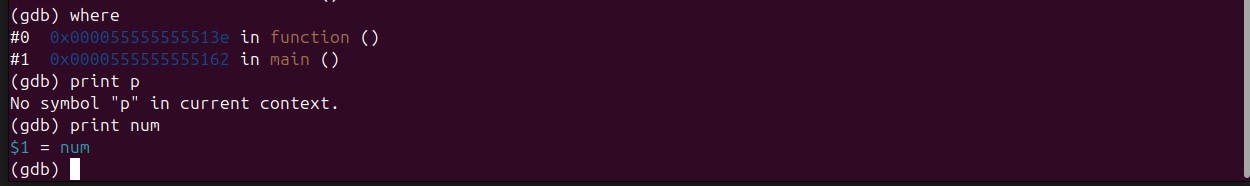 (gdb) where
#0  0x000055555555513e in function ()
#1  0x0000555555555162 in main ()
(gdb) print p
No symbol "p" in current context.
(gdb) print num
$1 = num
(gdb)